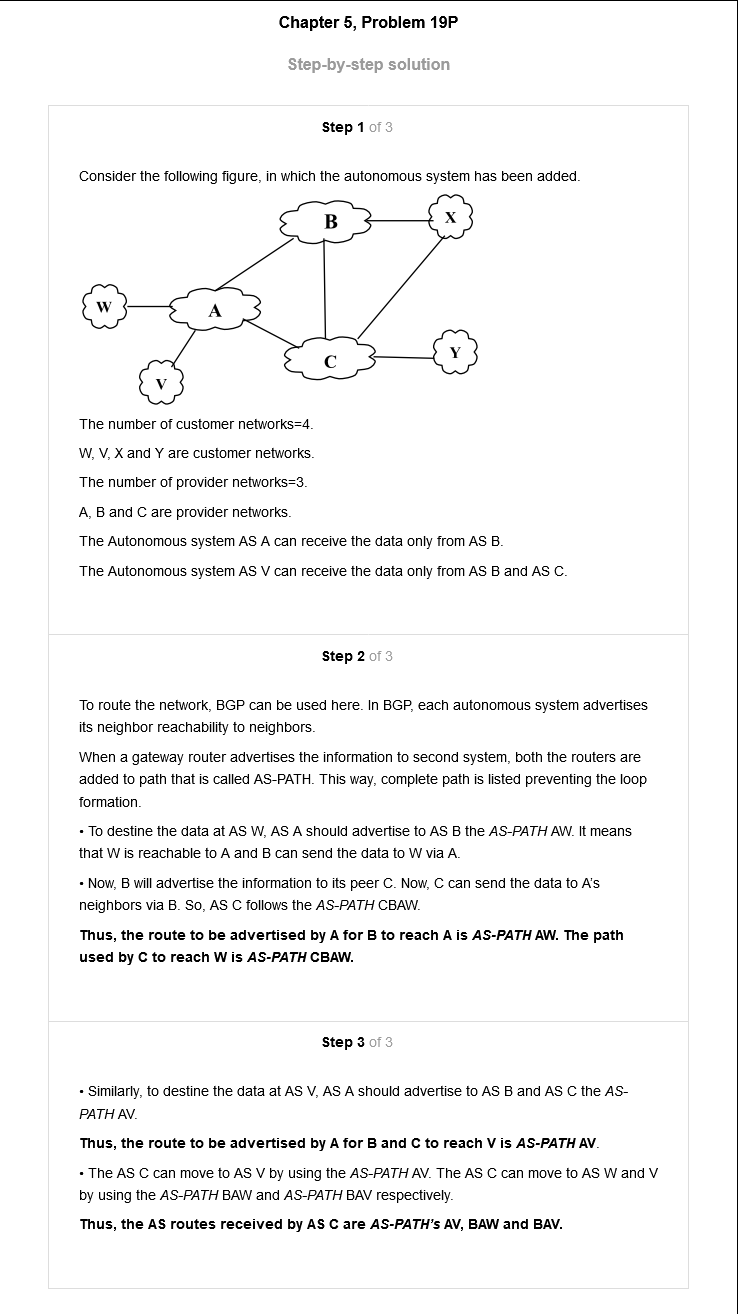 Chapter 5, Problem 19P
Step-by-step solution
Step 1 of 3
Consider the following figure, in which the autonomous system has been added.
B
X
W
A
C
Y
V
The number of customer networks=4.
W, V, X and Y are customer networks.
The number of provider networks=3.
A, B and C are provider networks.
The Autonomous system AS A can receive the data only from AS B.
The Autonomous system AS V can receive the data only from AS B and AS C.
Step 2 of 3
To route the network, BGP can be used here. In BGP, each autonomous system advertises
its neighbor reachability to neighbors.
When a gateway router advertises the information to second system, both the routers are
added to path that is called AS-PATH. This way, complete path is listed preventing the loop
formation.
• To destine the data at AS W, AS A should advertise to AS B the AS-PATH AW. It means
that W is reachable to A and B can send the data to W via A.
• Now, B will advertise the information to its peer C. Now, C can send the data to A's
neighbors via B. So, AS C follows the AS-PATH CBAW.
Thus, the route to be advertised by A for B to reach A is AS-PATH AW. The path
used by C to reach W is AS-PATH CBAW.
Step 3 of 3
• Similarly, to destine the data at AS V, AS A should advertise to AS B and AS C the AS-
PATH AV.
Thus, the route to be advertised by A for B and C to reach V is AS-PATH AV.
• The AS C can move to AS V by using the AS-PATH AV. The AS C can move to AS W and V
by using the AS-PATH BAW and AS-PATH BAV respectively.
Thus, the AS routes received by AS C are AS-PATH's AV, BAW and BAV.